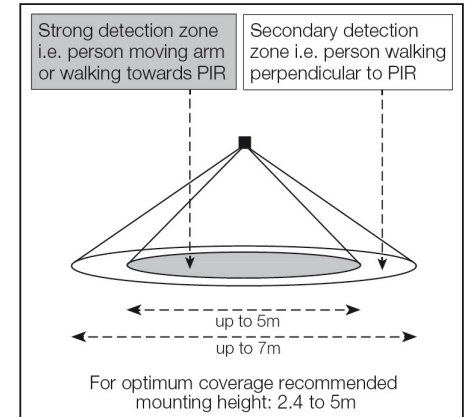 Strong detection zone
i.e. person moving arm
or walking towards PIR
Secondary detection
zone i.e. person walking
perpendicular to PIR
up to 5m
up to 7m
For optimum coverage recommended
mounting height: 2.4 to 5m